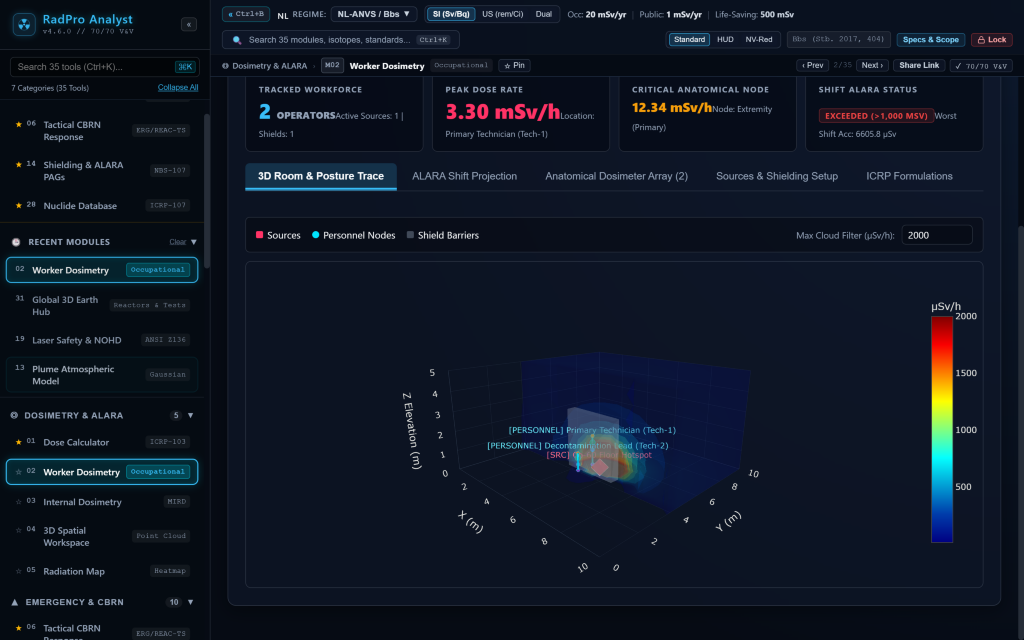 RadPro Analyst
v4.6.0 // 70/70 V&V
«
Search 35 tools (Ctrl+K)...
⌘K
7 Categories (35 Tools)
Collapse All
★ 06 Tactical CBRN Response
ERG/REAC-TS
★ 14 Shielding & ALARA PAGs
NBS-107
★ 28 Nuclide Database
ICRP-107
RECENT MODULES
Clear ▼
02 Worker Dosimetry
Occupational
31 Global 3D Earth Hub
Reactors & Tests
19 Laser Safety & NOHD
ANSI Z136
13 Plume Atmospheric Model
Gaussian
DOSIMETRY & ALARA
5 ▼
★ 01 Dose Calculator
ICRP-103
☆ 02 Worker Dosimetry
Occupational
☆ 03 Internal Dosimetry
MIRD
☆ 04 3D Spatial Workspace
Point Cloud
☆ 05 Radiation Map
Heatmap
EMERGENCY & CBRN
10 ▼
★ 06 Tactical CBRN Response
ERG/REAC-TS
« Ctrl+B
NL REGIME:
NL-ANVS / Bbs ▼
SI (Sv/Bq)
US (rem/Ci)
Dual
Occ: 20 mSv/yr | Public: 1 mSv/yr | Life-Saving: 500 mSv
Search 35 modules, isotopes, standards...
Ctrl+K
Standard
HUD
NV-Red
Bbs (Stb. 2017, 404)
Specs & Scope
Lock
Dosimetry & ALARA
M02
Worker Dosimetry
Occupational
☆ Pin
‹ Prev
2/35
Next ›
Share Link
✓ 70/70 V&V
TRACKED WORKFORCE
2 OPERATORSActive Sources: 1 |
Shields: 1
PEAK DOSE RATE
3.30 mSv/hLocation:
Primary Technician (Tech-1)
CRITICAL ANATOMICAL NODE
12.34 mSv/hNode: Extremity
(Primary)
SHIFT ALARA STATUS
EXCEEDED (>1,000 MSV)Worst
Shift Acc: 6605.8 µSv
3D Room & Posture Trace
ALARA Shift Projection
Anatomical Dosimeter Array (2)
Sources & Shielding Setup
ICRP Formulations
Sources
Personnel Nodes
Shield Barriers
Max Cloud Filter (µSv/h):
2000
µSv/h
2000
1500
1000
500
Z Elevation (m)
5
4
3
2
1
0
[PERSONNEL] Primary Technician (Tech-1)
[PERSONNEL] Decontamination Lead (Tech-2)
[SRC]
X (m)
2
4
6
8
10
Y (m)
0
2
4
6
8
10